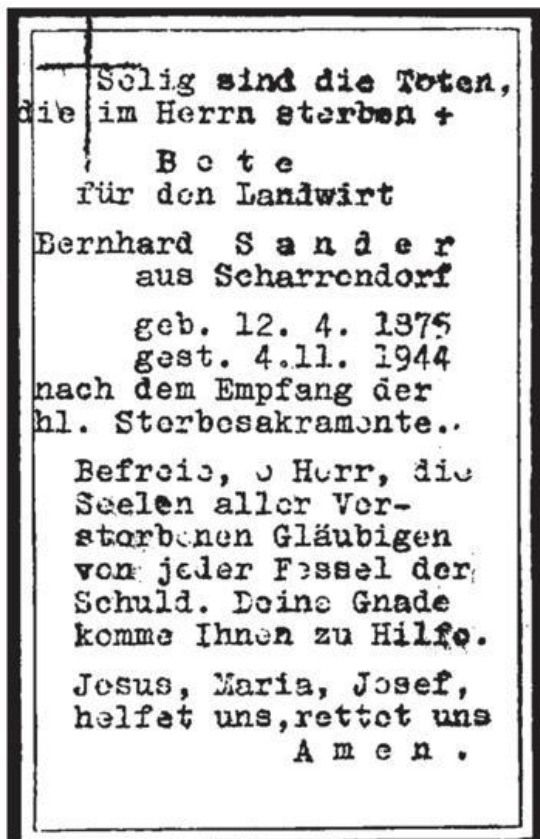 Selig sind die Toten,
die im Herrn sterben +
B e t e
für den Landwirt
Bernhard S a n d e r
aus Scharrendorf
geb. 12. 4. 1875
gest. 4.11. 1944
nach dem Empfang der
hl. Sterbesakramente.
Befreie, o Herr, die
Seelen aller Ver-
storbenen Gläubigen
von jeder Fessel der
Schuld. Deine Gnade
komme Ihnen zu Hilfe.
Jesus, Maria, Josef,
helfet uns,rettet uns
A m e n .